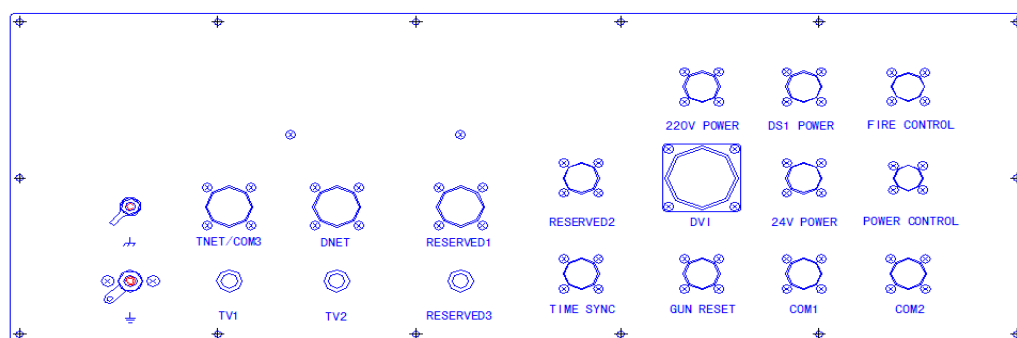 220V POWER
DS1 POWER
FIRE CONTROL
RESERVED2
DVI
24V POWER
POWER CONTROL
TNET/COM3
DNET
RESERVED1
TIME SYNC
GUN RESET
COM1
COM2
TV1
TV2
RESERVED3